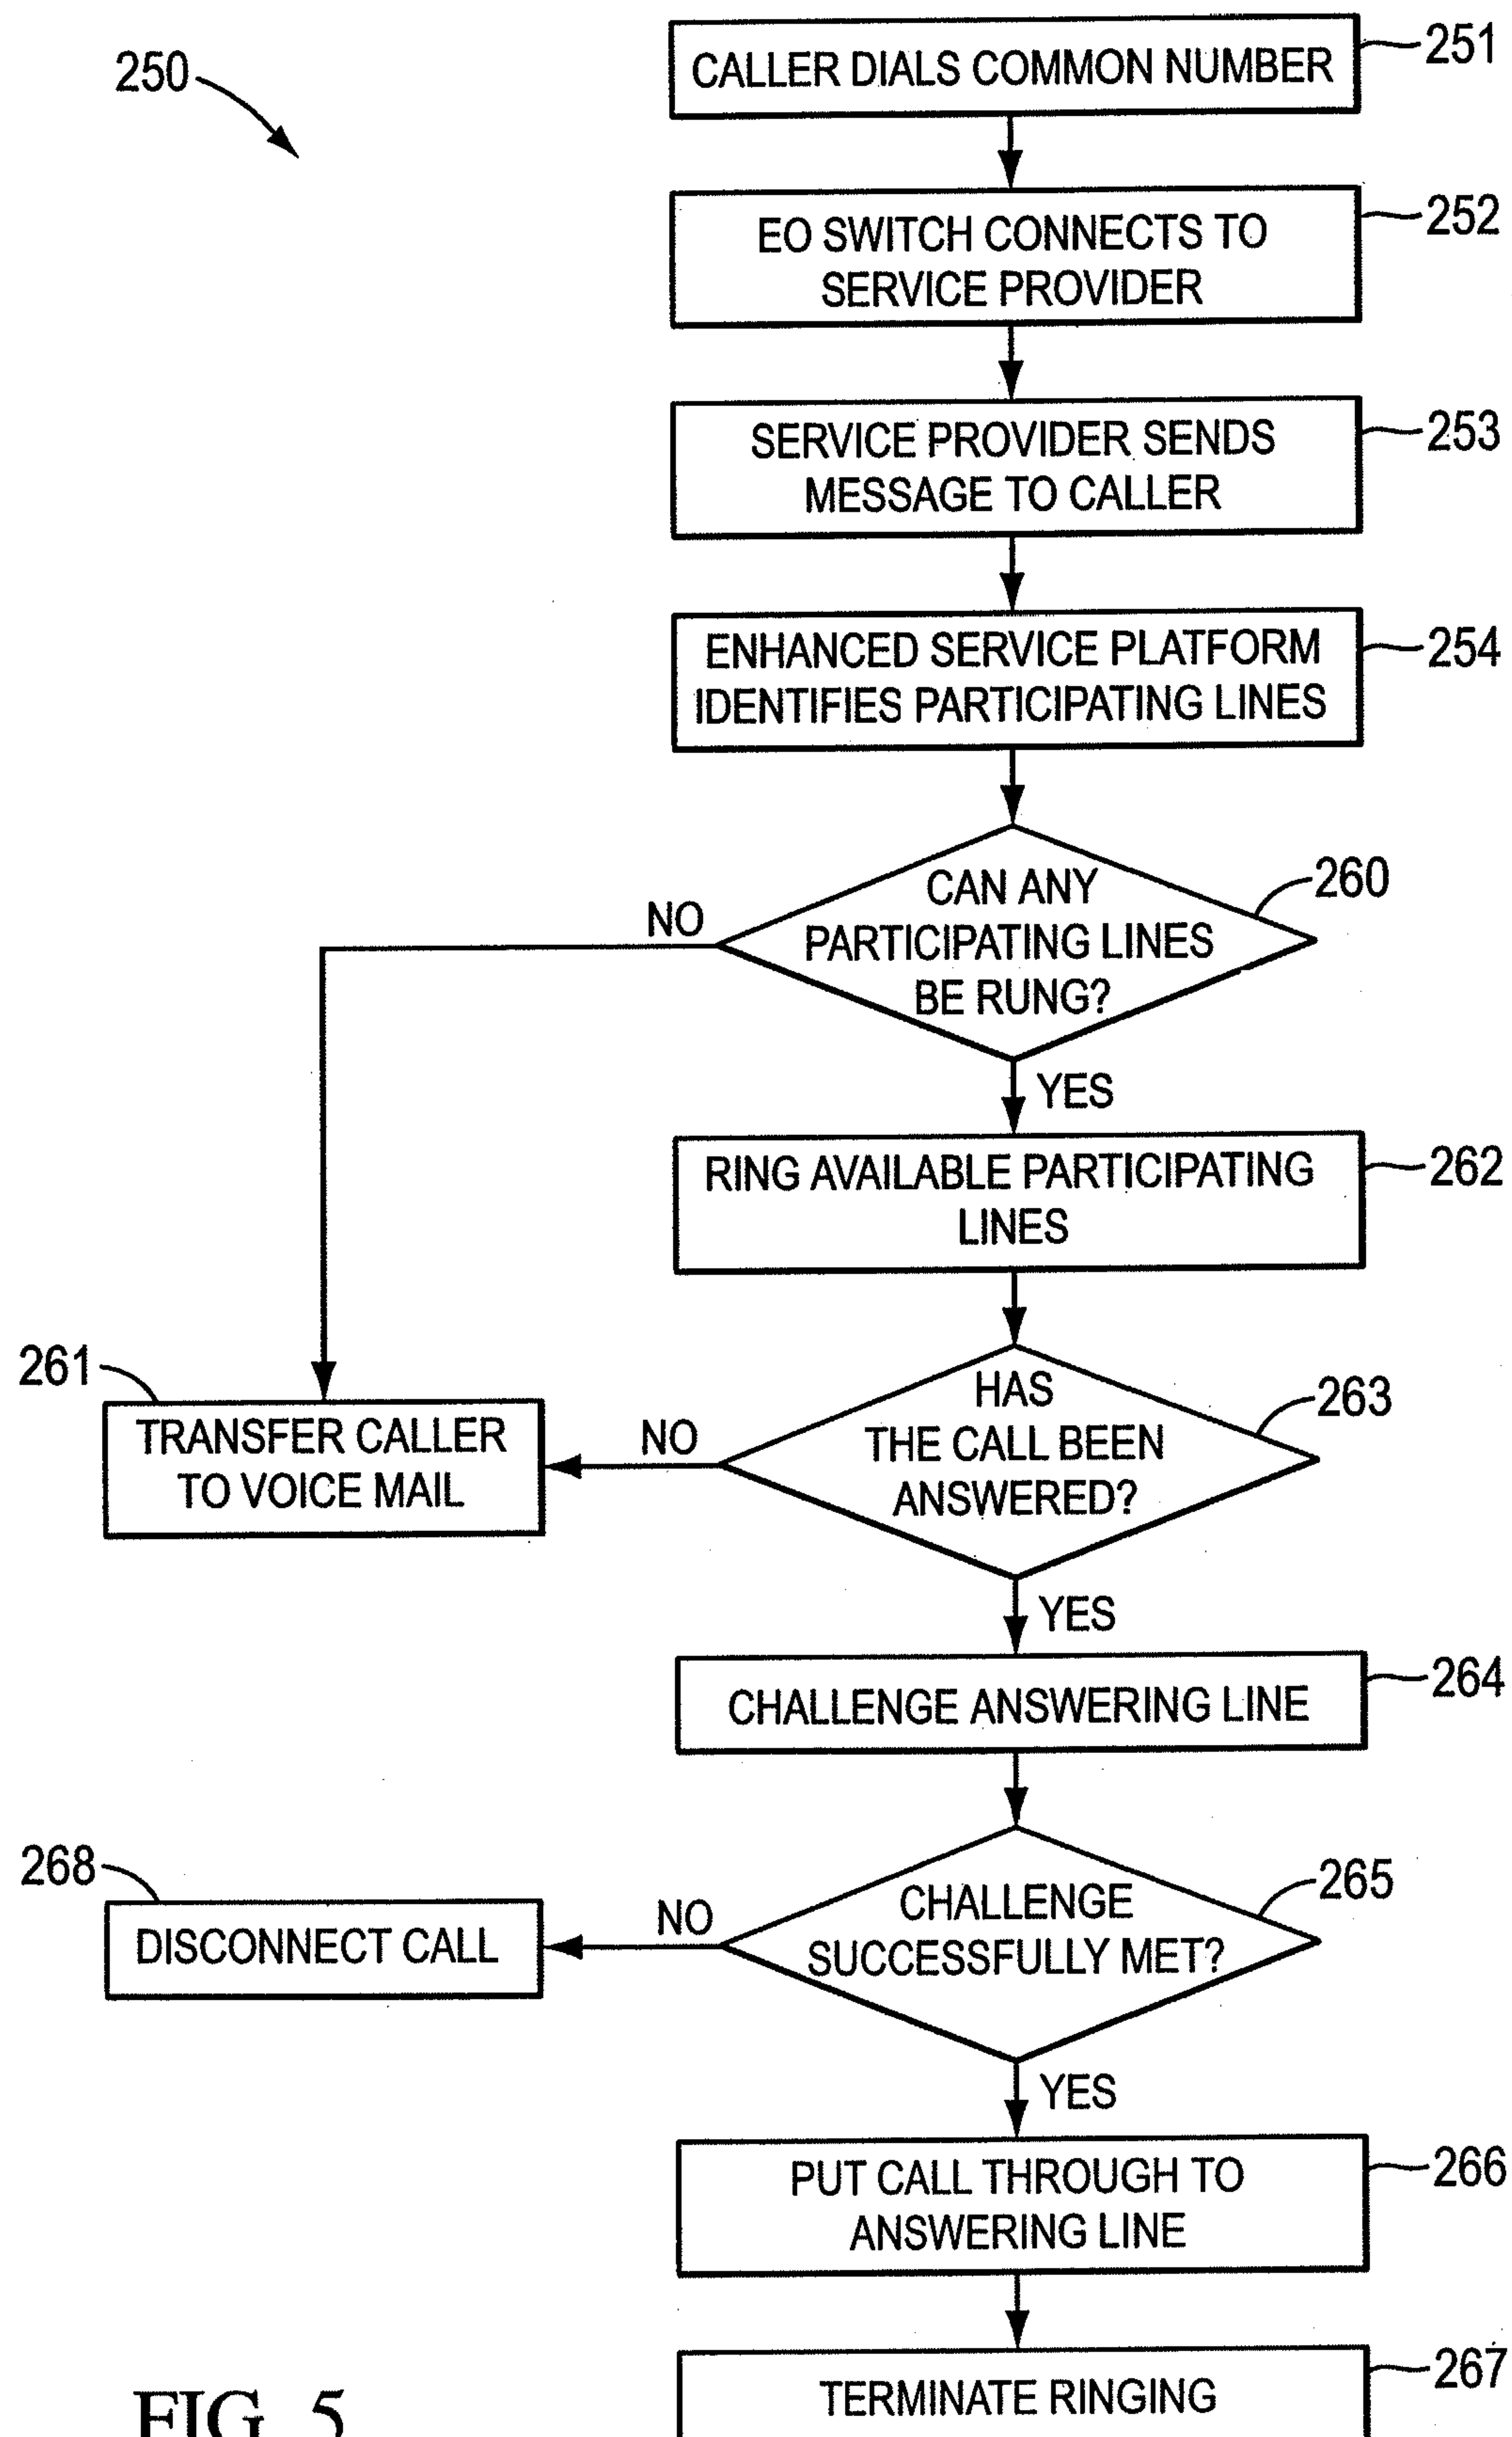 250
CALLER DIALS COMMON NUMBER
251
EO SWITCH CONNECTS TO
SERVICE PROVIDER
252
SERVICE PROVIDER SENDS
MESSAGE TO CALLER
253
ENHANCED SERVICE PLATFORM
IDENTIFIES PARTICIPATING LINES
254
CAN ANY
PARTICIPATING LINES
BE RUNG?
260
NO
YES
RING AVAILABLE PARTICIPATING
LINES
262
261
TRANSFER CALLER
TO VOICE MAIL
NO
HAS
THE CALL BEEN
ANSWERED?
263
YES
CHALLENGE ANSWERING LINE
264
268
DISCONNECT CALL
NO
CHALLENGE
SUCCESSFULLY MET?
265
YES
PUT CALL THROUGH TO
ANSWERING LINE
266
TERMINATE RINGING
267
FIG. 5